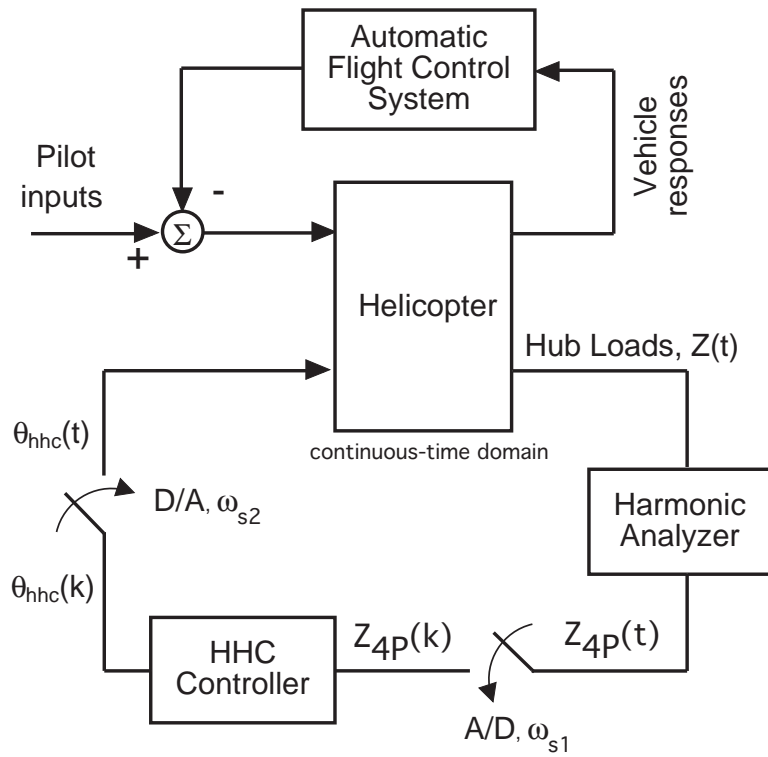 Automatic
Flight Control
System
Pilot
inputs
-
Σ
+
Vehicle
responses
Helicopter
Hub Loads, Z(t)
continuous-time domain
θhhc(t)
D/A, ωs2
Harmonic
Analyzer
θhhc(k)
HHC
Controller
Z4P(k)
Z4P(t)
A/D, ωs1